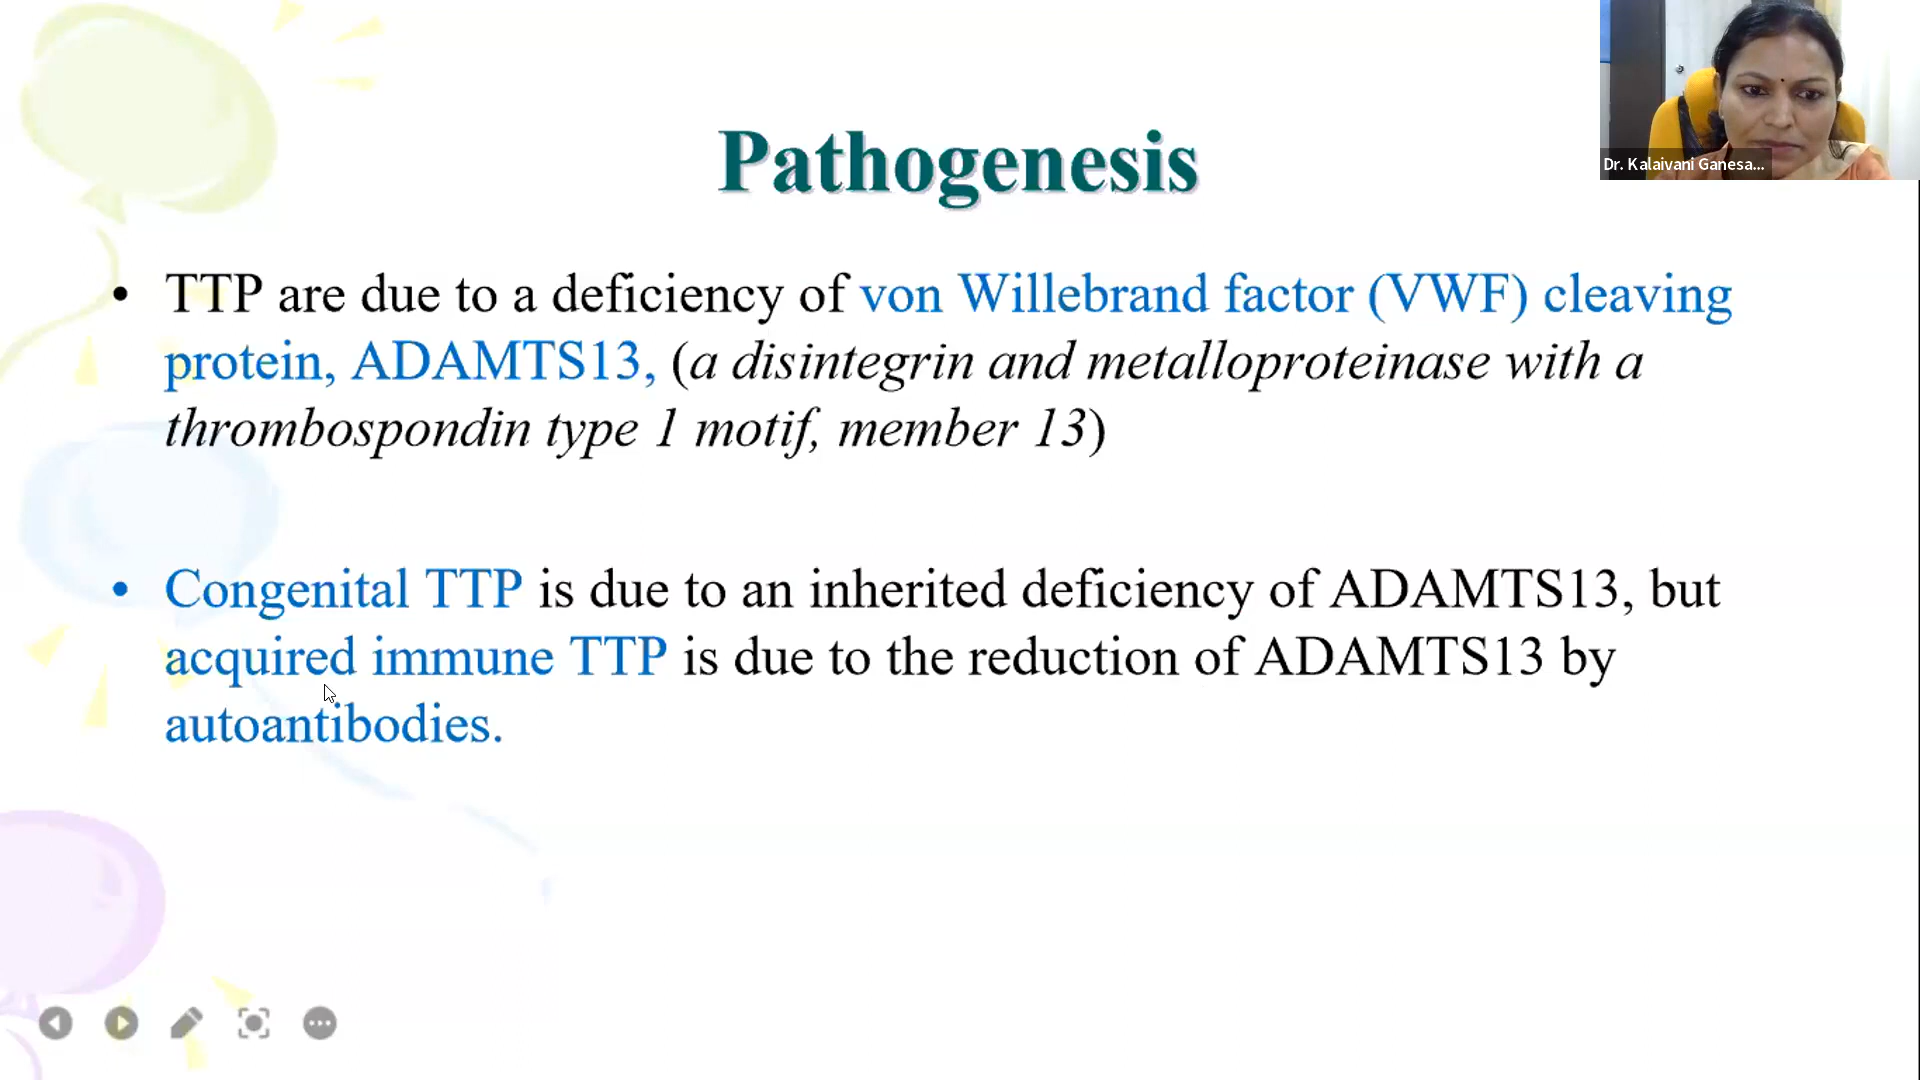 Pathogenesis
Dr. Kalaivani Ganesa...
• TTP are due to a deficiency of von Willebrand factor (VWF) cleaving
protein, ADAMTS13, (a disintegrin and metalloproteinase with a
thrombospondin type 1 motif, member 13)
• Congenital TTP is due to an inherited deficiency of ADAMTS13, but
acquired immune TTP is due to the reduction of ADAMTS13 by
autoantibodies.